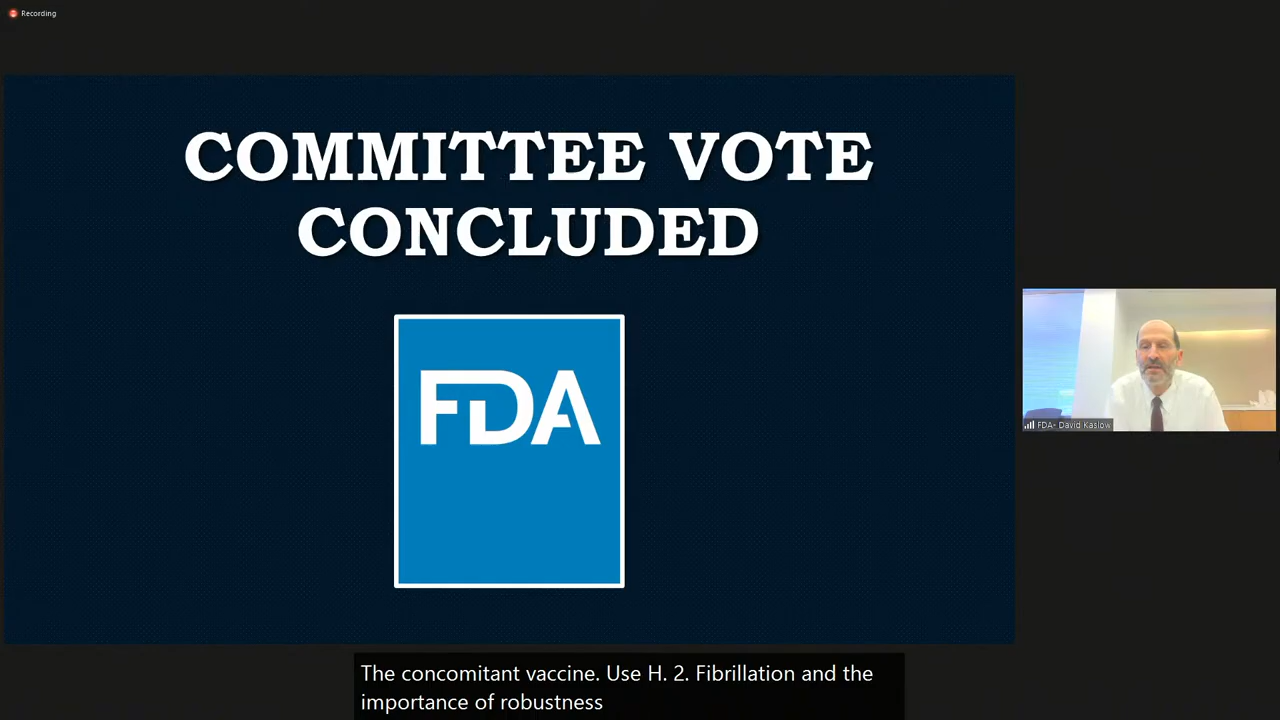 Recording
COMMITTEE VOTE
CONCLUDED
FDA
FDA- David Kaslow
The concomitant vaccine. Use H. 2. Fibrillation and the
importance of robustness